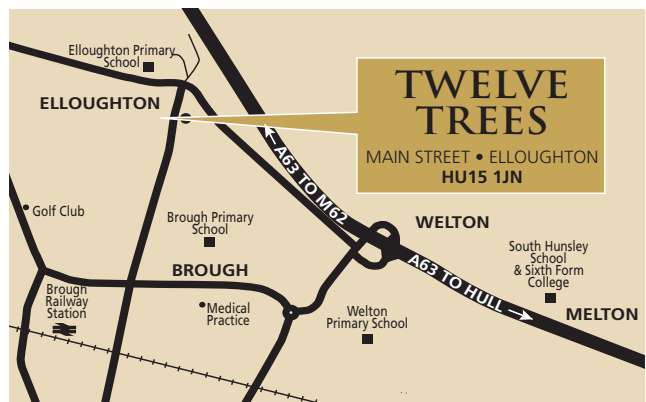 Elloughton Primary
School
ELLOUGHTON
TWELVE
TREES
MAIN STREET • ELLOUGHTON
HU15 1JN
A63 TO M62
Golf Club
Brough Primary
School
WELTON
BROUGH
A63 TO HULL
South Hunsley
School
& Sixth Form
College
MELTON
Brough
Railway
Station
Medical
Practice
Welton
Primary School